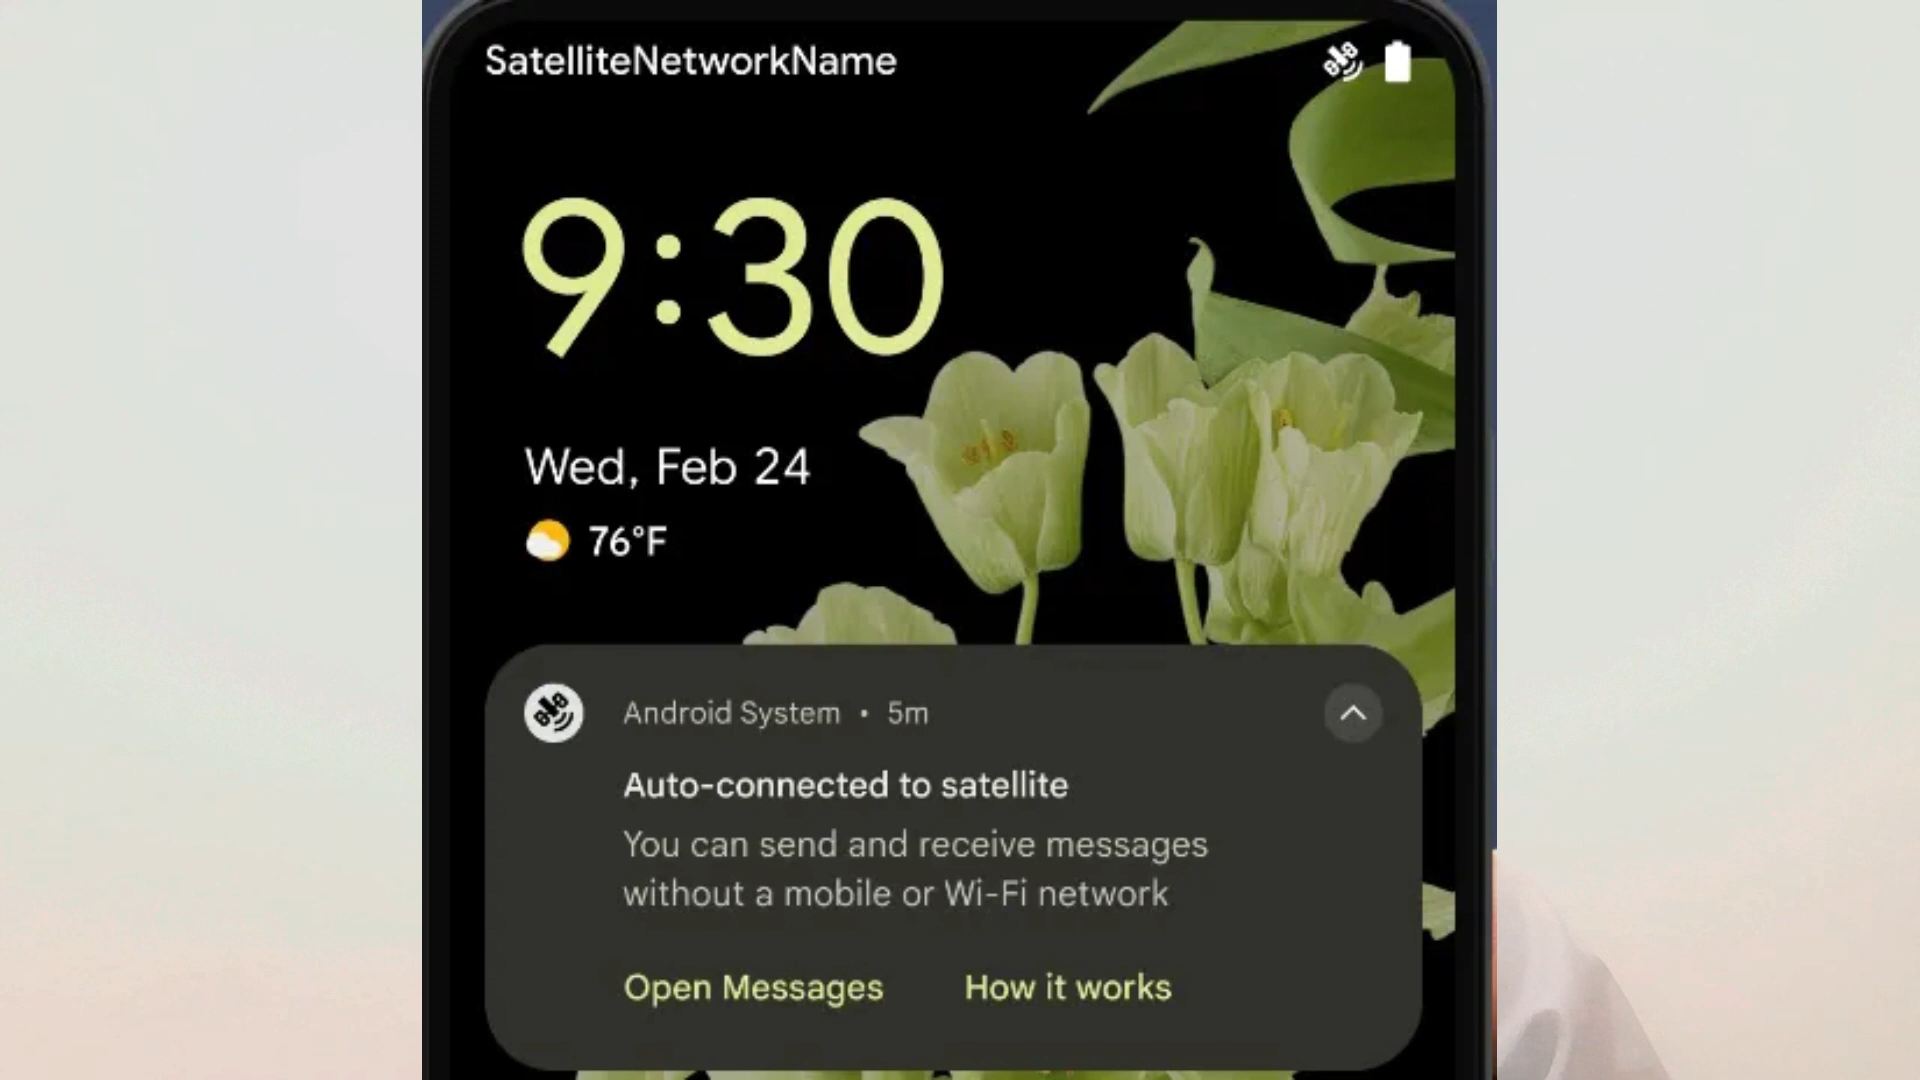 SatelliteNetworkName
9:30
Wed, Feb 24
76°F
Android System • 5m
Auto-connected to satellite
You can send and receive messages
without a mobile or Wi-Fi network
Open Messages How it works